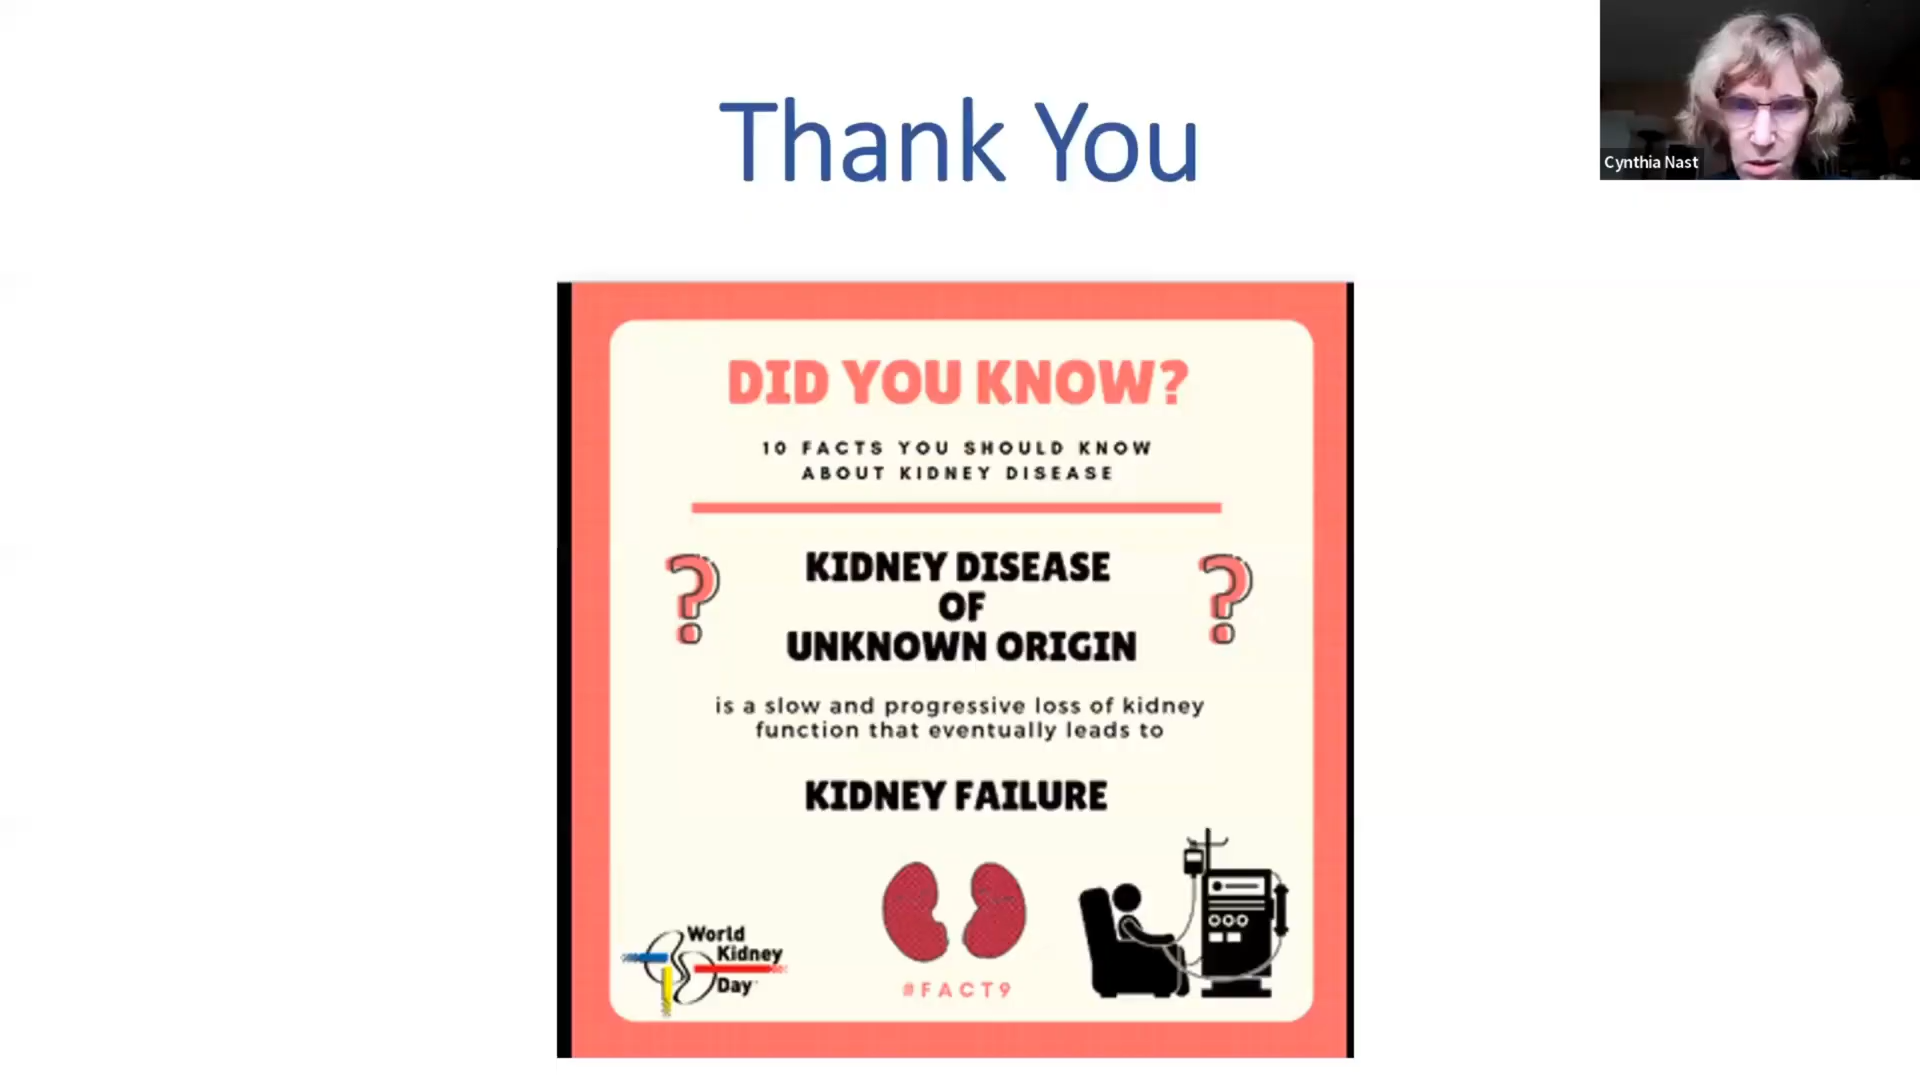 Thank You
Cynthia Nast
DID YOU KNOW?
10 FACTS YOU SHOULD KNOW
ABOUT KIDNEY DISEASE
? KIDNEY DISEASE ?
OF
UNKNOWN ORIGIN
is a slow and progressive loss of kidney
function that eventually leads to
KIDNEY FAILURE
World
Kidney
Day
#FACT9